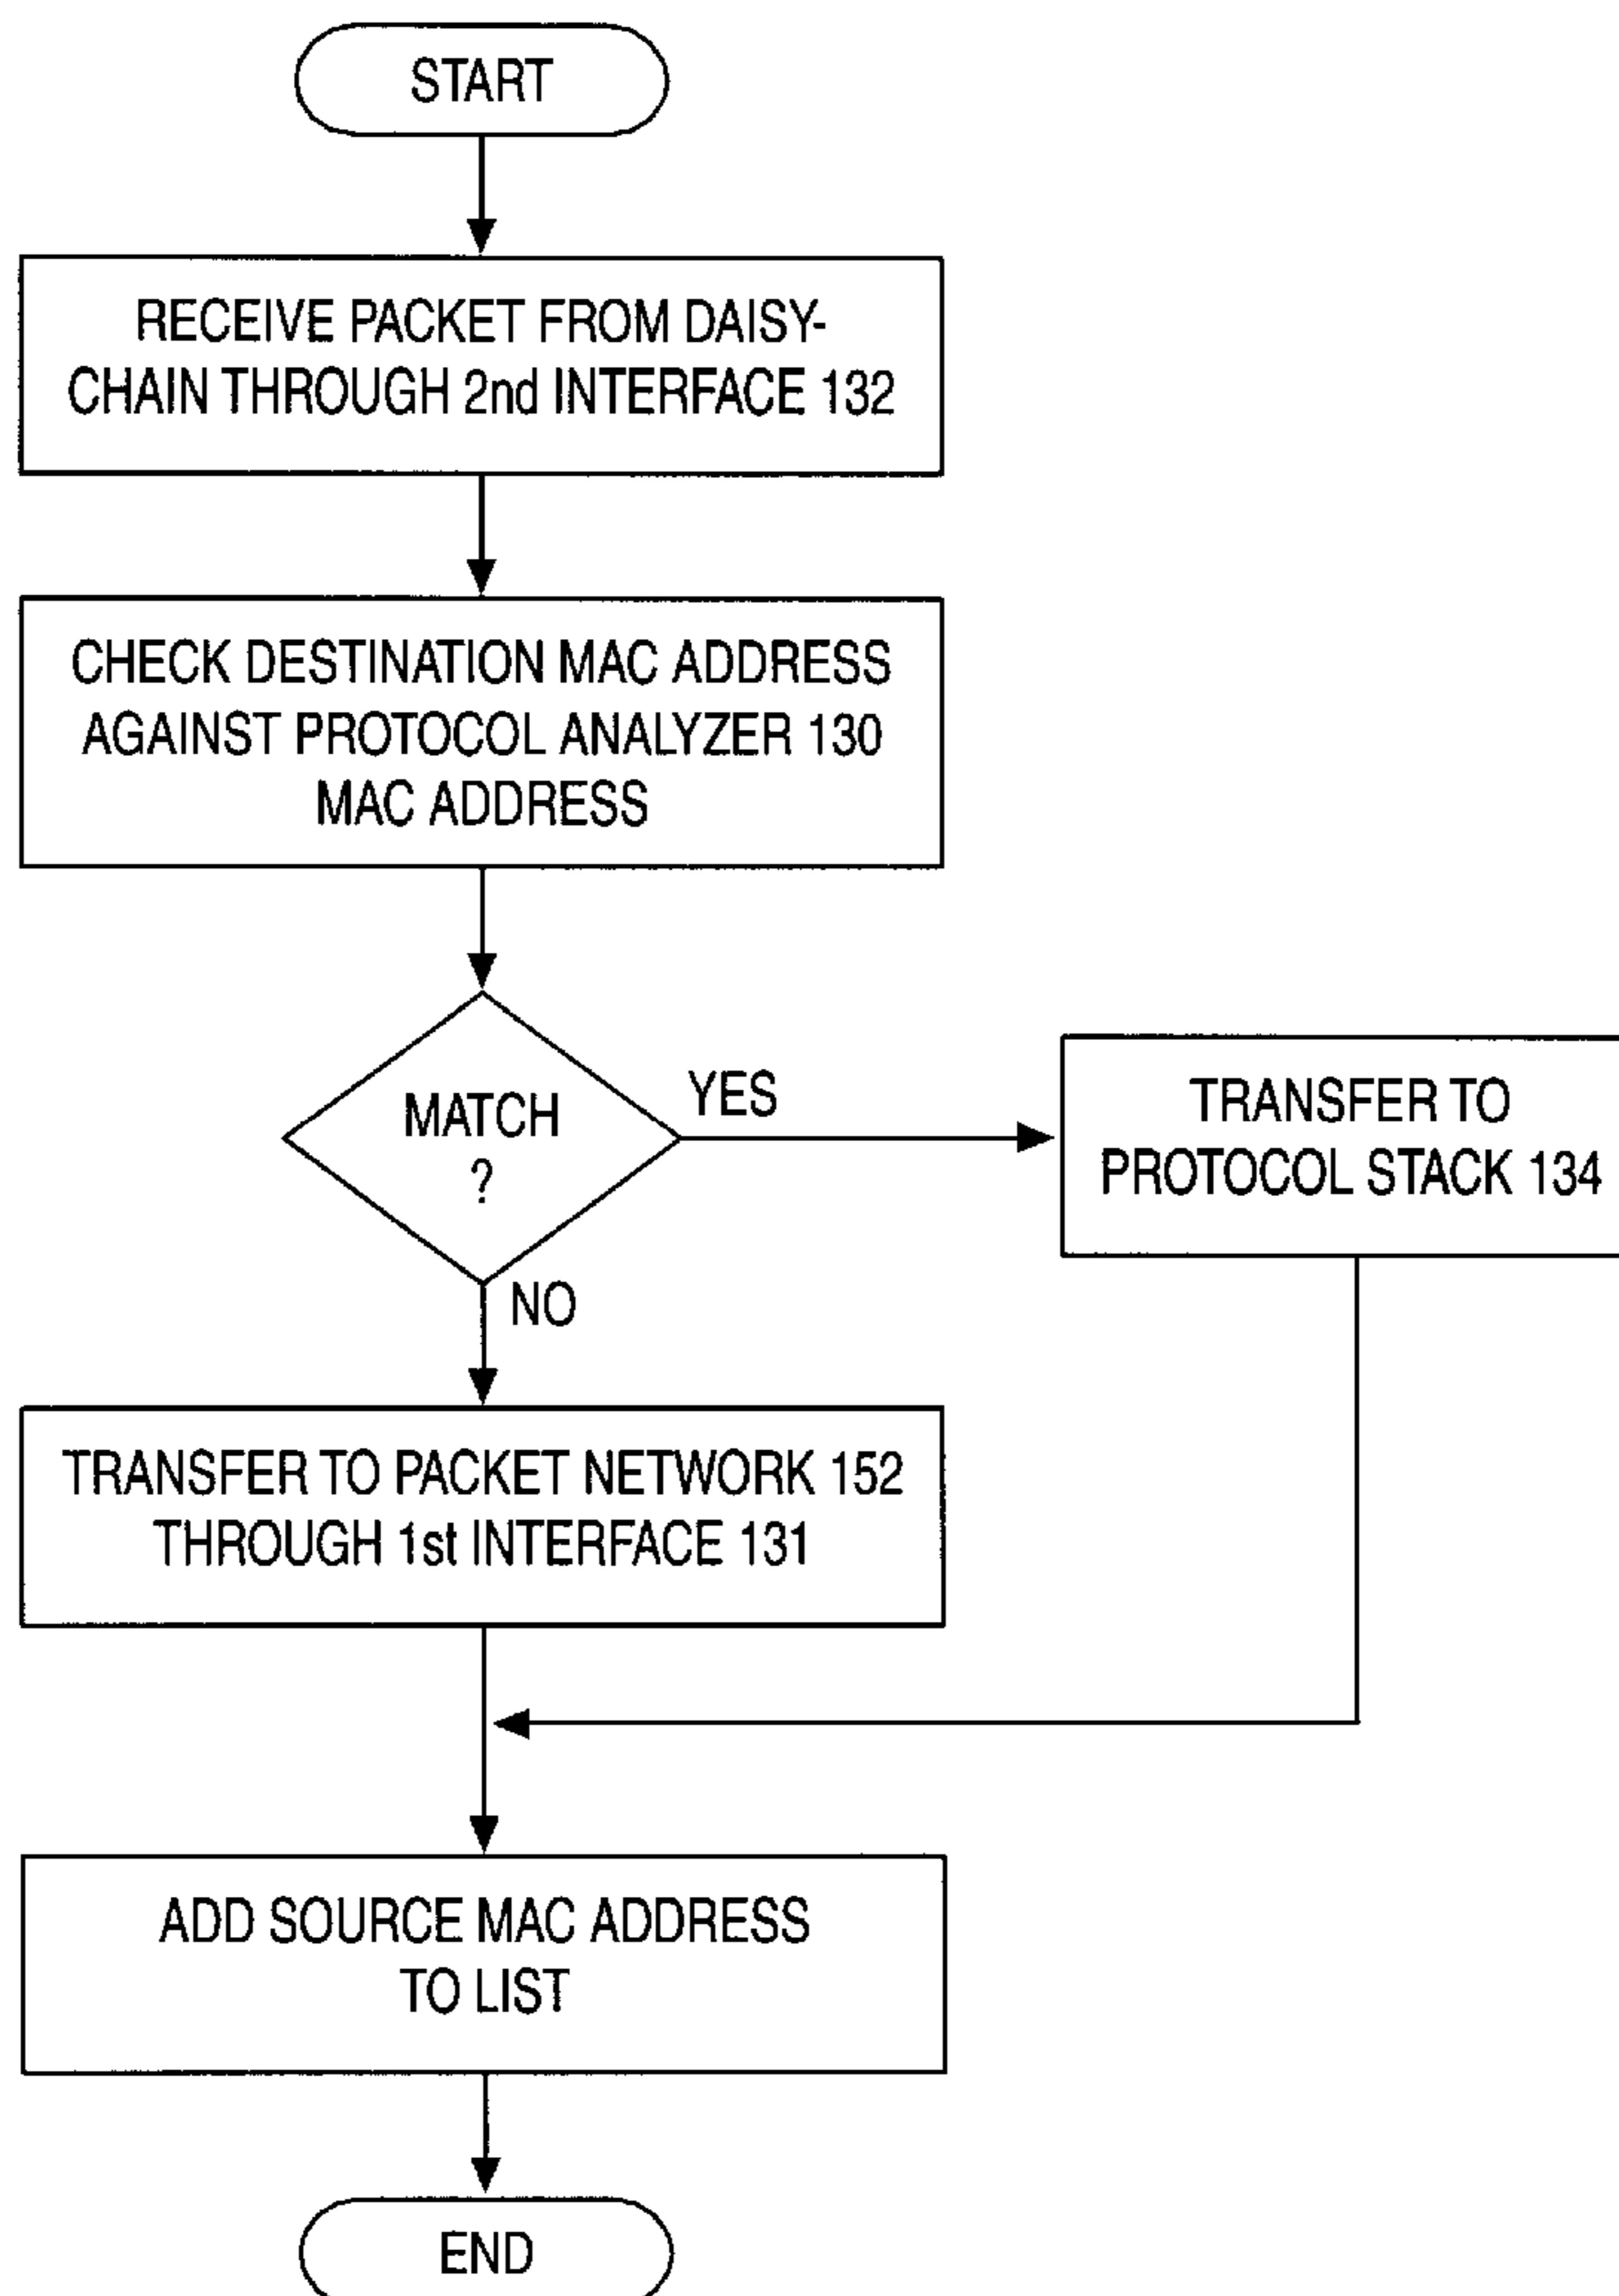 START
RECEIVE PACKET FROM DAISY-
CHAIN THROUGH 2nd INTERFACE 132
CHECK DESTINATION MAC ADDRESS
AGAINST PROTOCOL ANALYZER 130
MAC ADDRESS
MATCH
?
YES
TRANSFER TO
PROTOCOL STACK 134
NO
TRANSFER TO PACKET NETWORK 152
THROUGH 1st INTERFACE 131
ADD SOURCE MAC ADDRESS
TO LIST
END